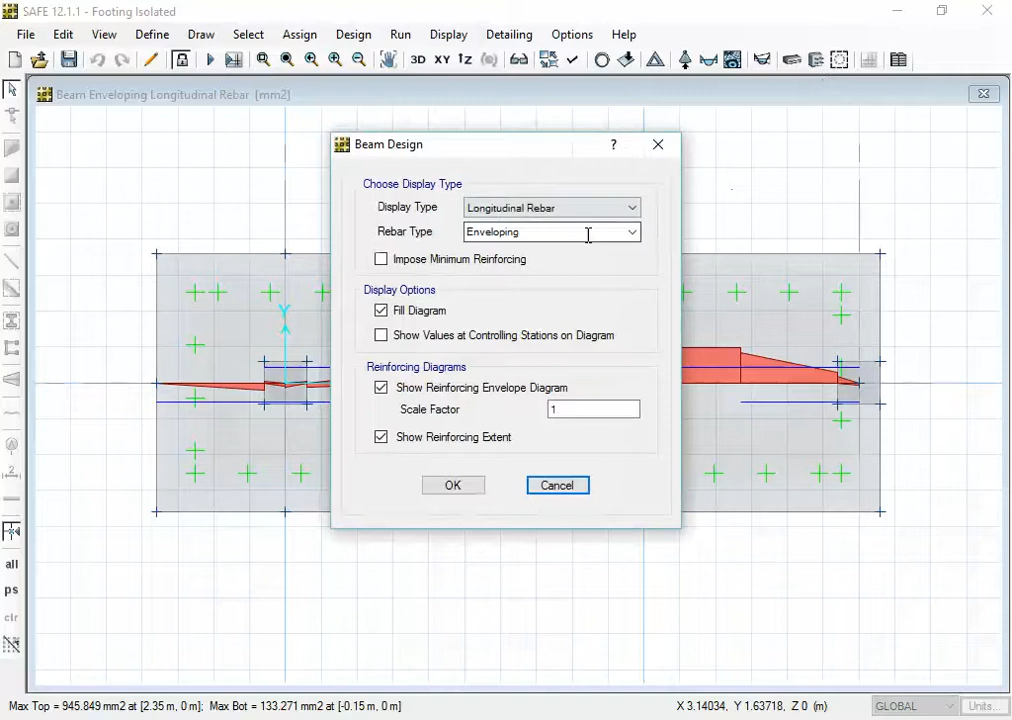 SAFE 12.1.1 - Footing Isolated
File Edit View Define Draw Select Assign Design Run Display Detailing Options Help
3D XY ↑Z
Beam Enveloping Longitudinal Rebar [mm2]
Beam Design ?
Choose Display Type
Display Type Longitudinal Rebar
Rebar Type Enveloping
Impose Minimum Reinforcing
Display Options
Fill Diagram
Show Values at Controlling Stations on Diagram
Reinforcing Diagrams
Show Reinforcing Envelope Diagram
Scale Factor 1
Show Reinforcing Extent
OK Cancel
Y
2
all
ps
clr
Max Top = 945.849 mm2 at [2.35 m, 0 m]; Max Bot = 133.271 mm2 at [-0.15 m, 0 m] X 3.14034, Y 1.63718, Z 0 (m) GLOBAL Units...